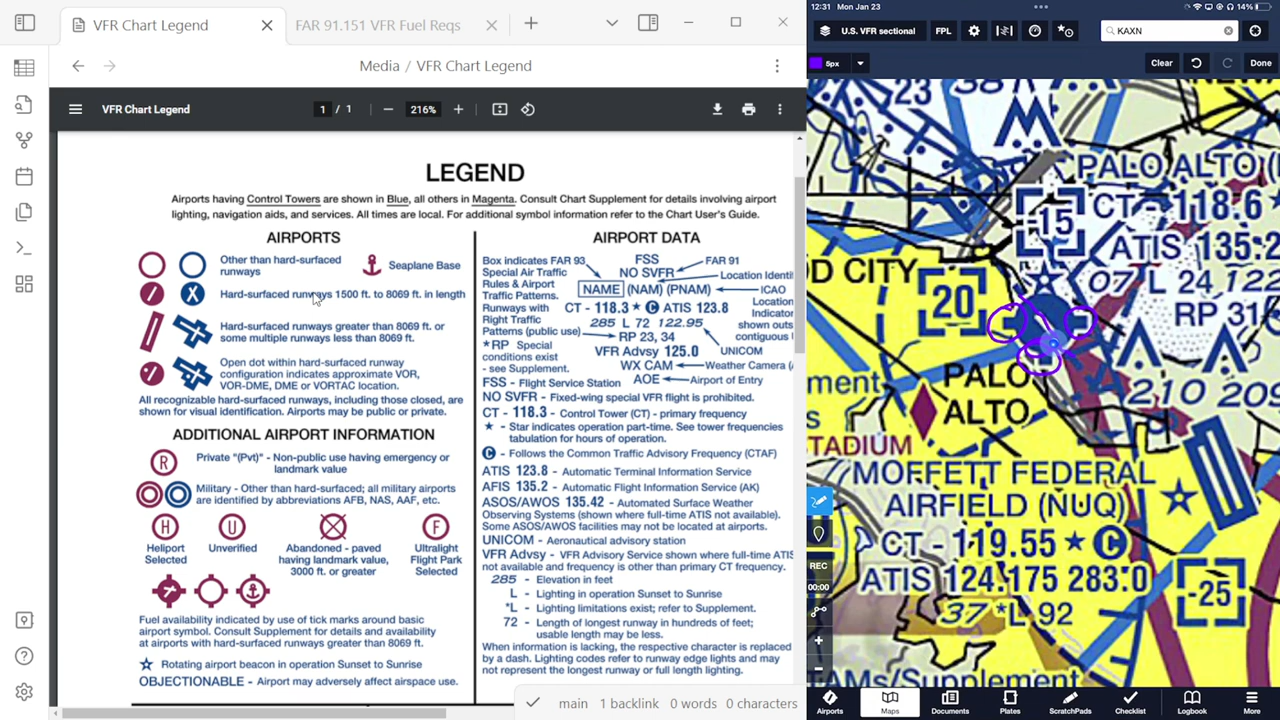 VFR Chart Legend
FAR 91.151 VFR Fuel Reqs
Media / VFR Chart Legend
VFR Chart Legend
1 / 1
216%
LEGEND
Airports having Control Towers are shown in Blue, all others in Magenta. Consult Chart Supplement for details involving airport
lighting, navigation aids, and services. All times are local. For additional symbol information refer to the Chart User's Guide.
AIRPORTS
Other than hard-surfaced
runways
Seaplane Base
Hard-surfaced runways 1500 ft. to 8069 ft. in length
Hard-surfaced runways greater than 8069 ft. or
some multiple runways less than 8069 ft.
Open dot within hard-surfaced runway
configuration indicates approximate VOR,
VOR-DME, DME or VORTAC location.
All recognizable hard-surfaced runways, including those closed, are
shown for visual identification. Airports may be public or private.
ADDITIONAL AIRPORT INFORMATION
R
Private "(Pvt)" - Non-public use having emergency or
landmark value
Military - Other than hard-surfaced; all military airports
are identified by abbreviations AFB, NAS, AAF, etc.
H
U
F
Heliport
Selected
Unverified
Abandoned - paved
having landmark value,
3000 ft. or greater
Ultralight
Flight Park
Selected
Fuel availability indicated by use of tick marks around basic
airport symbol. Consult Supplement for details and availability
at airports with hard-surfaced runways greater than 8069 ft.
Rotating airport beacon in operation Sunset to Sunrise
OBJECTIONABLE - Airport may adversely affect airspace use.
AIRPORT DATA
Box indicates FAR 93
Special Air Traffic
Rules & Airport
Traffic Patterns.
Runways with
Right Traffic
Patterns (public use)
*RP Special
conditions exist
- see Supplement.
FSS
NO SVFR
FAR 91
Location Identi
NAME (NAM) (PNAM)
ICAO
Location
Indicator
shown outs
contiguous
CT - 118.3 ★ C ATIS 123.8
285 L 72 122.95
RP 23, 34
UNICOM
VFR Advsy 125.0
WX CAM
Weather Camera (A
AOE
Airport of Entry
FSS - Flight Service Station
NO SVFR - Fixed-wing special VFR flight is prohibited.
CT - 118.3 - Control Tower (CT) - primary frequency
★ - Star indicates operation part-time. See tower frequencies
tabulation for hours of operation.
C - Follows the Common Traffic Advisory Frequency (CTAF)
ATIS 123.8 - Automatic Terminal Information Service
AFIS 135.2 - Automatic Flight Information Service (AK)
ASOS/AWOS 135.42 - Automated Surface Weather
Observing Systems (shown where full-time ATIS not available).
Some ASOS/AWOS facilities may not be located at airports.
UNICOM - Aeronautical advisory station
VFR Advsy - VFR Advisory Service shown where full-time ATIS
not available and frequency is other than primary CT frequency.
285 - Elevation in feet
L - Lighting in operation Sunset to Sunrise
*L - Lighting limitations exist; refer to Supplement.
72 - Length of longest runway in hundreds of feet;
usable length may be less.
When information is lacking, the respective character is replaced
by a dash. Lighting codes refer to runway edge lights and may
not represent the longest runway or full length lighting.
main 1 backlink 0 words 0 characters
12:31 Mon Jan 23
14%
U.S. VFR sectional
FPL
KAXN
5px
Clear
Done
23
NEW
PALO ALTO (
CT - 118.6 ★
ATIS 135.2
-15
07 L 24 122
RP 31
D CITY
20
PALO
ALTO
210 209
ment
STADIUM
MOFFETT FEDERAL
AIRFIELD (NUQ)
CT - 119.55 ★ C
ATIS 124.175 283.0
37 *L 92
-25
TAMs/Supplement
REC
00:00
Airports
Maps
Documents
Plates
ScratchPads
Checklist
Logbook
More